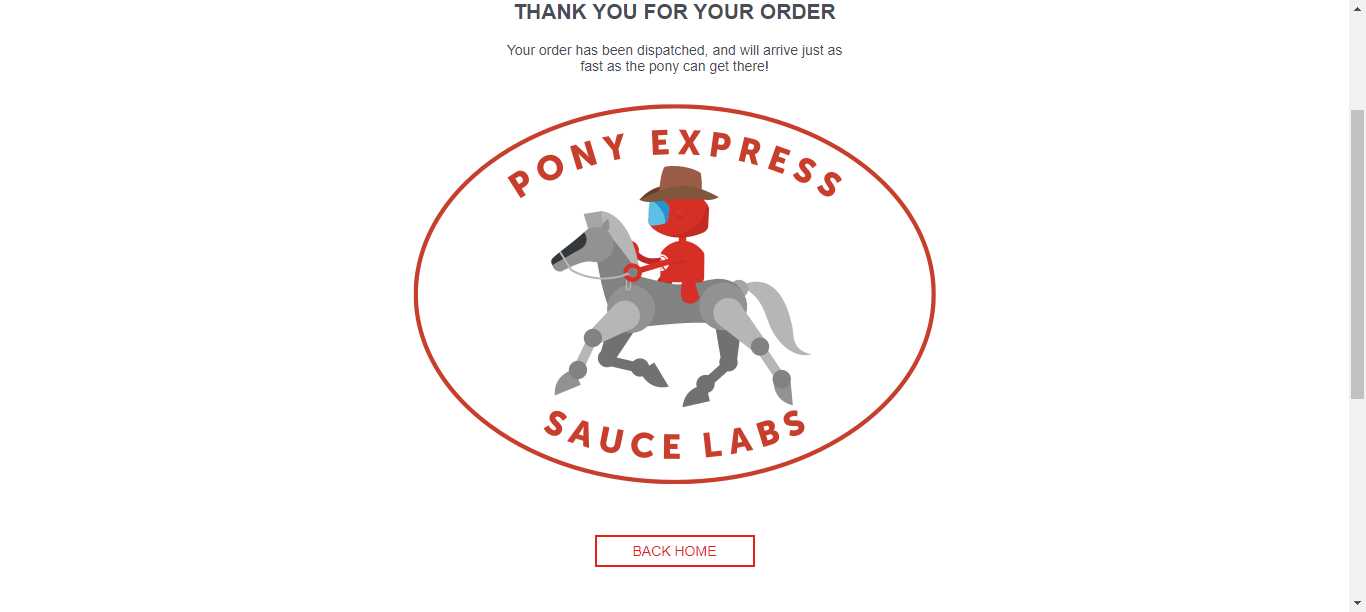 THANK YOU FOR YOUR ORDER
Your order has been dispatched, and will arrive just as
fast as the pony can get there!
PONY EXPRESS
SAUCE LABS
BACK HOME